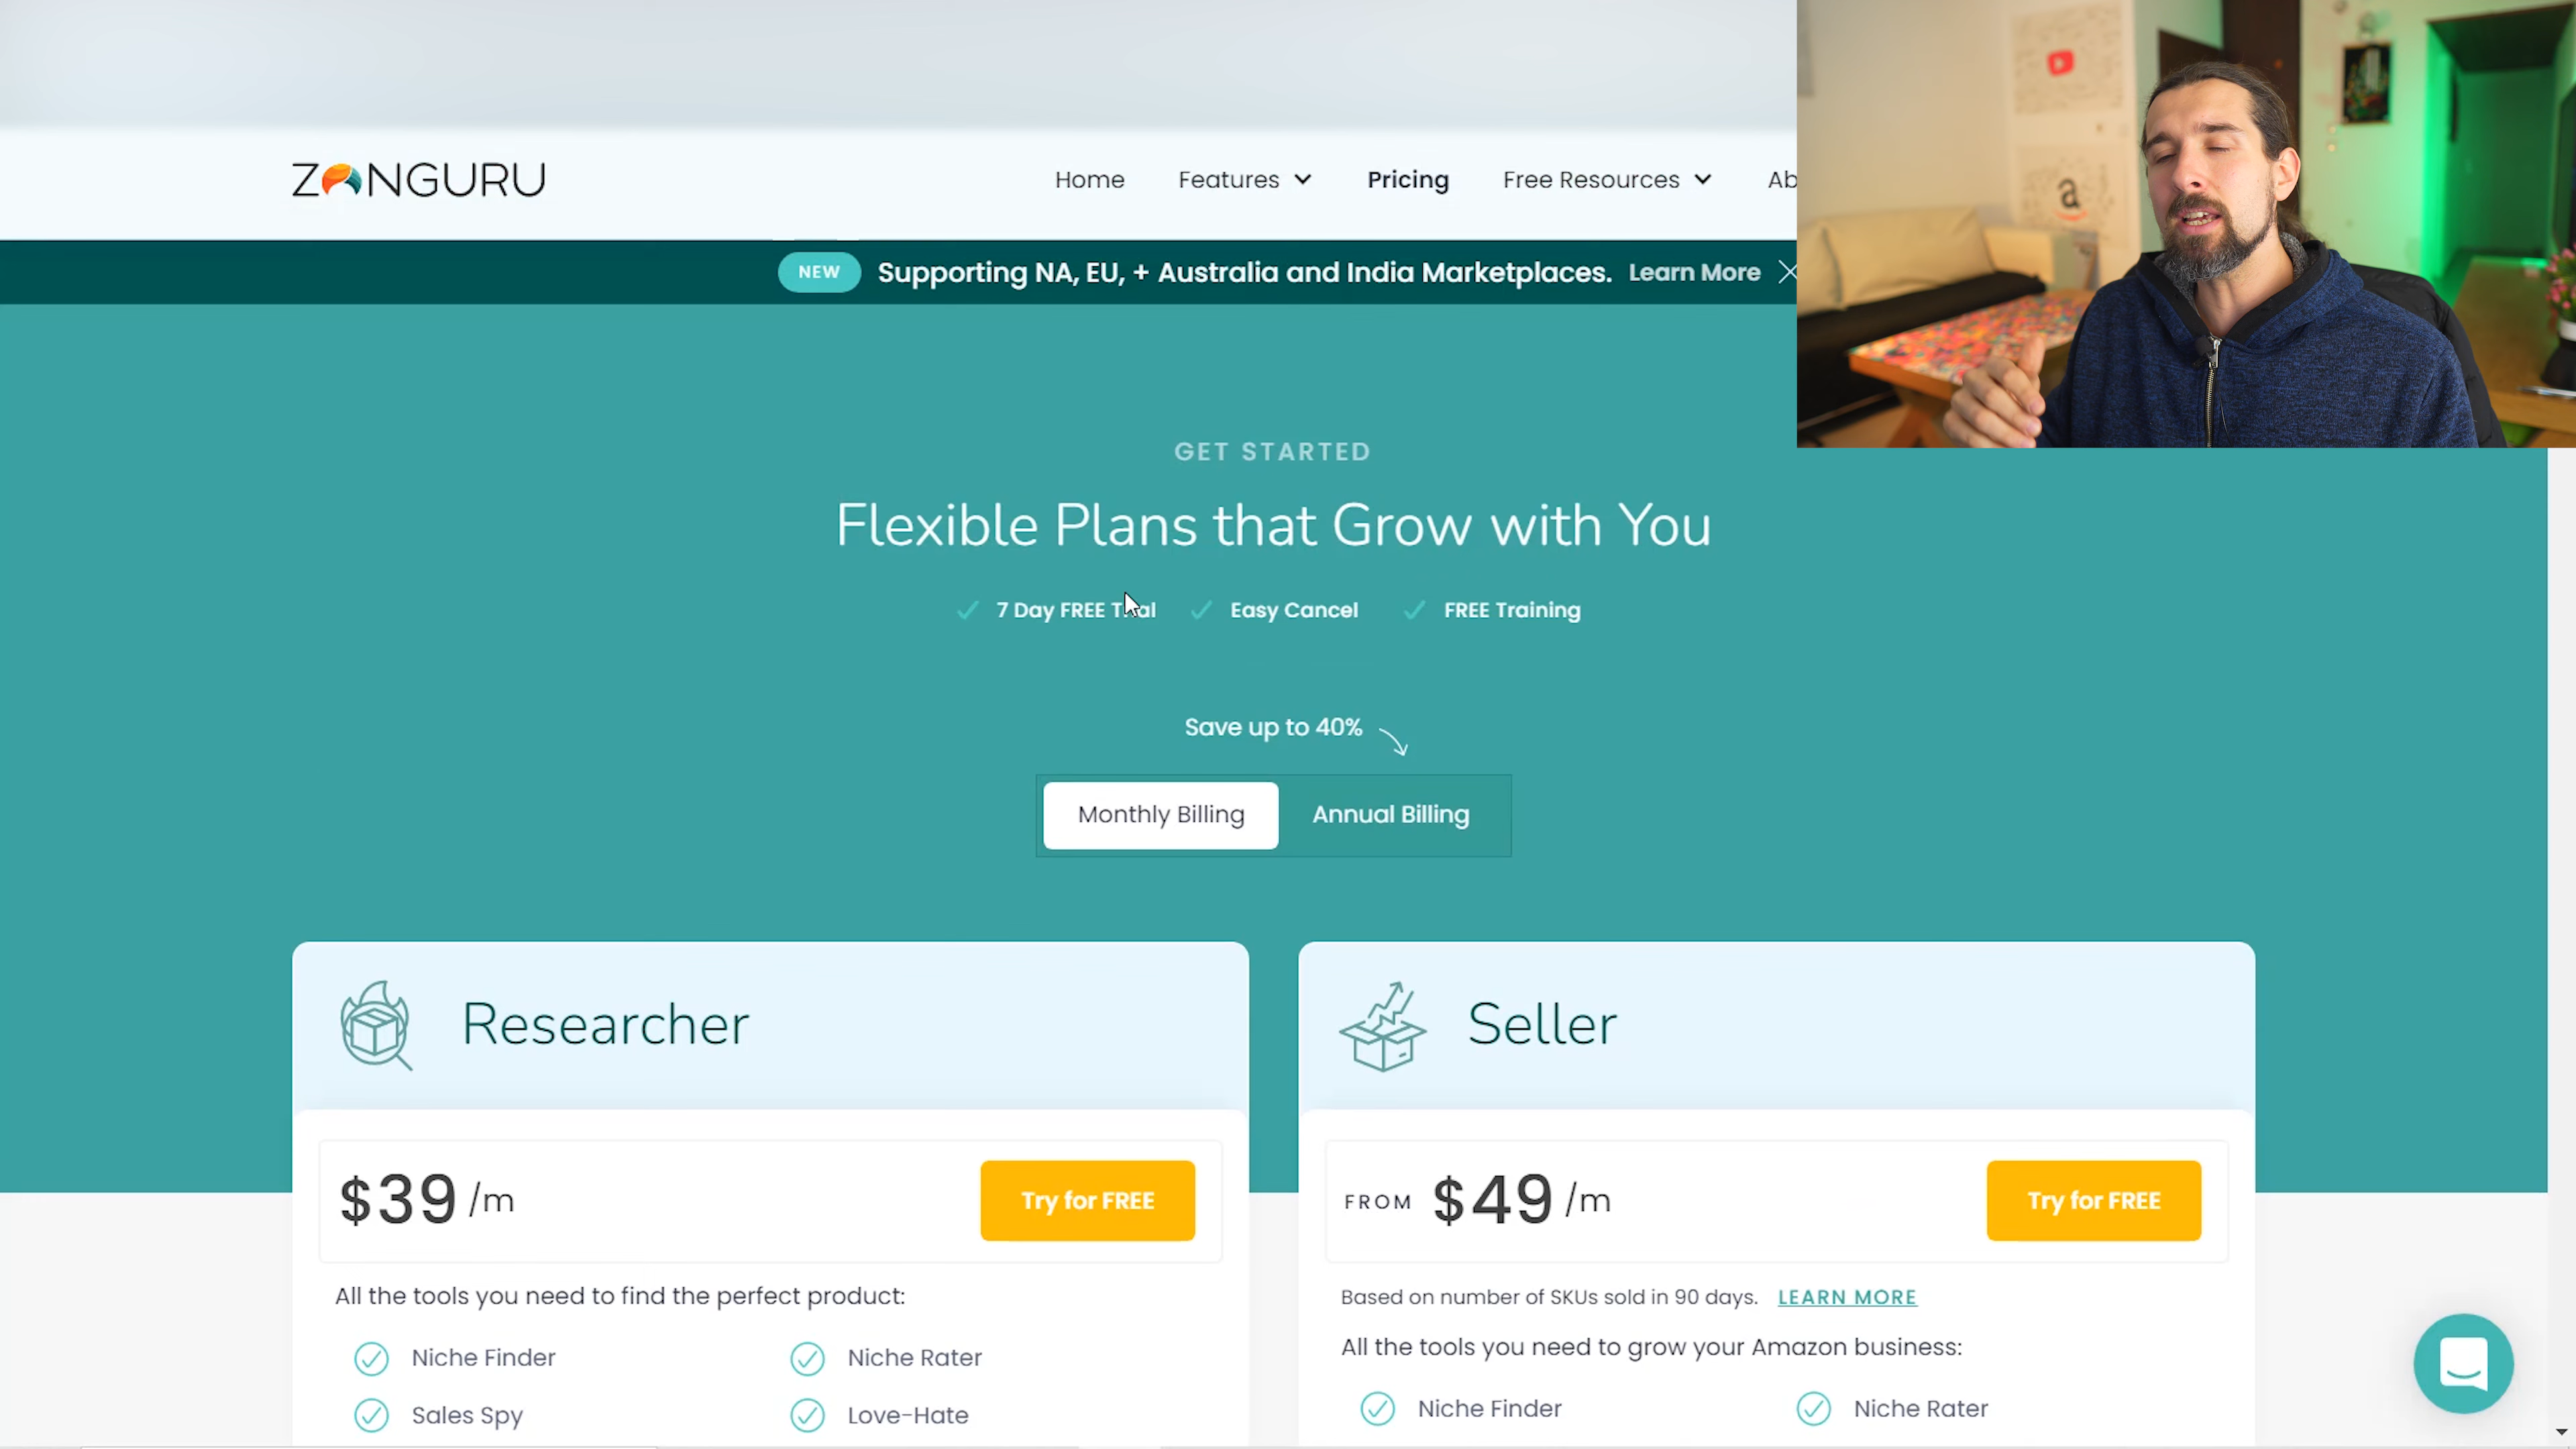 ZONGURU
Home Features Pricing Free Resources Ab
NEW Supporting NA, EU, + Australia and India Marketplaces. Learn More
a
GET STARTED
Flexible Plans that Grow with You
7 Day FREE Trial Easy Cancel FREE Training
Save up to 40%
Monthly Billing Annual Billing
Researcher
$39 /m Try for FREE
All the tools you need to find the perfect product:
Niche Finder Niche Rater
Sales Spy Love-Hate
Seller
FROM $49 /m Try for FREE
Based on number of SKUs sold in 90 days. LEARN MORE
All the tools you need to grow your Amazon business:
Niche Finder Niche Rater